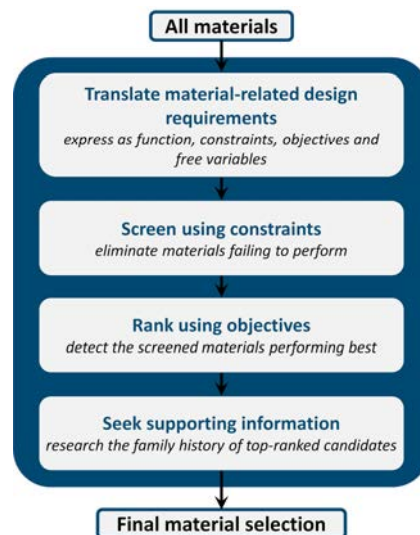 All materials
Translate material-related design
requirements
express as function, constraints, objectives and
free variables
Screen using constraints
eliminate materials failing to perform
Rank using objectives
detect the screened materials performing best
Seek supporting information
research the family history of top-ranked candidates
Final material selection